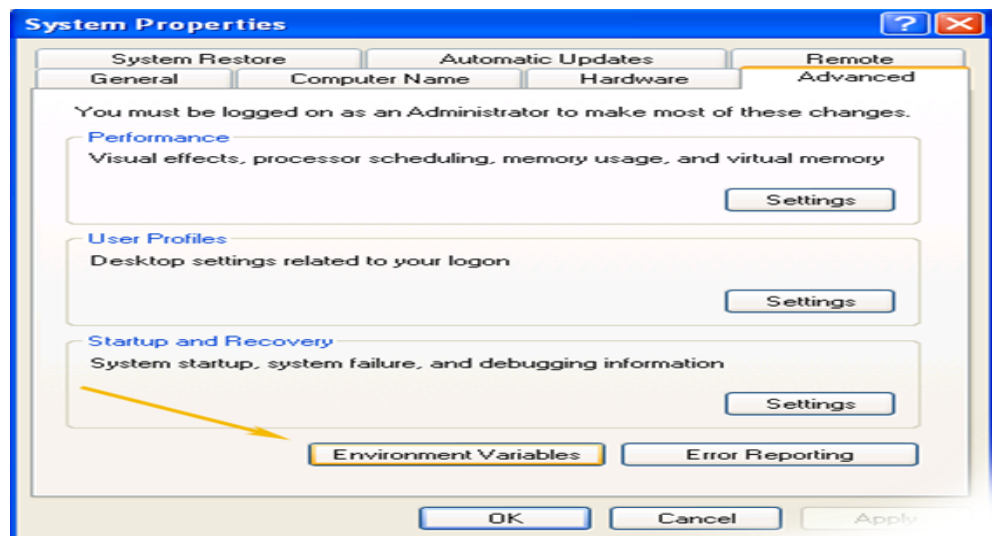 System Properties
System Restore Automatic Updates Remote
General Computer Name Hardware Advanced
You must be logged on as an Administrator to make most of these changes.
Performance
Visual effects, processor scheduling, memory usage, and virtual memory
Settings
User Profiles
Desktop settings related to your logon
Settings
Startup and Recovery
System startup, system failure, and debugging information
Settings
Environment Variables Error Reporting
OK Cancel Apply